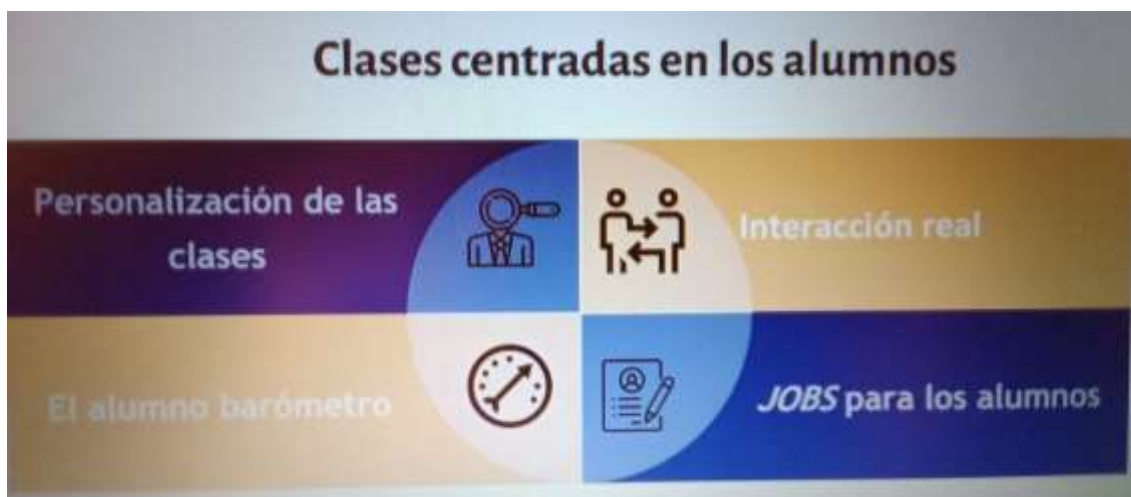 Clases centradas en los alumnos
Personalización de las
clases
Interacción real
El alumno barómetro
JOBS para los alumnos